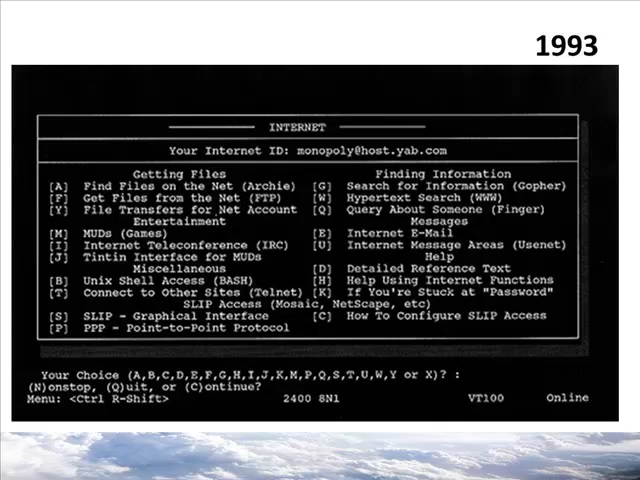 1993
INTERNET
Your Internet ID: monopoly@host.yab.com
Getting Files
[A] Find Files on the Net (Archie)
[F] Get Files from the Net (FTP)
[Y] File Transfers for Net Account
Entertainment
[M] MUDs (Games)
[I] Internet Teleconference (IRC)
[J] Tintin Interface for MUDs
Miscellaneous
[B] Unix Shell Access (BASH)
[T] Connect to Other Sites (Telnet)
Finding Information
[G] Search for Information (Gopher)
[W] Hypertext Search (WWW)
[Q] Query About Someone (Finger)
Messages
[E] Internet E-Mail
[U] Internet Message Areas (Usenet)
Help
[D] Detailed Reference Text
[H] Help Using Internet Functions
[K] If You're Stuck at "Password"
SLIP Access (Mosaic, NetScape, etc)
[S] SLIP - Graphical Interface
[C] How To Configure SLIP Access
[P] PPP - Point-to-Point Protocol
Your Choice (A,B,C,D,E,F,G,H,I,J,K,M,P,Q,S,T,U,W,Y or X)? :
(N)onstop, (Q)uit, or (C)ontinue?
Menu: <Ctrl R-Shift> 2400 8N1 VT100 Online